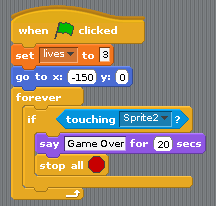 when clicked
set lives to 3
go to x: -150 y: 0
forever
if touching Sprite2 ?
say Game Over for 20 secs
stop all